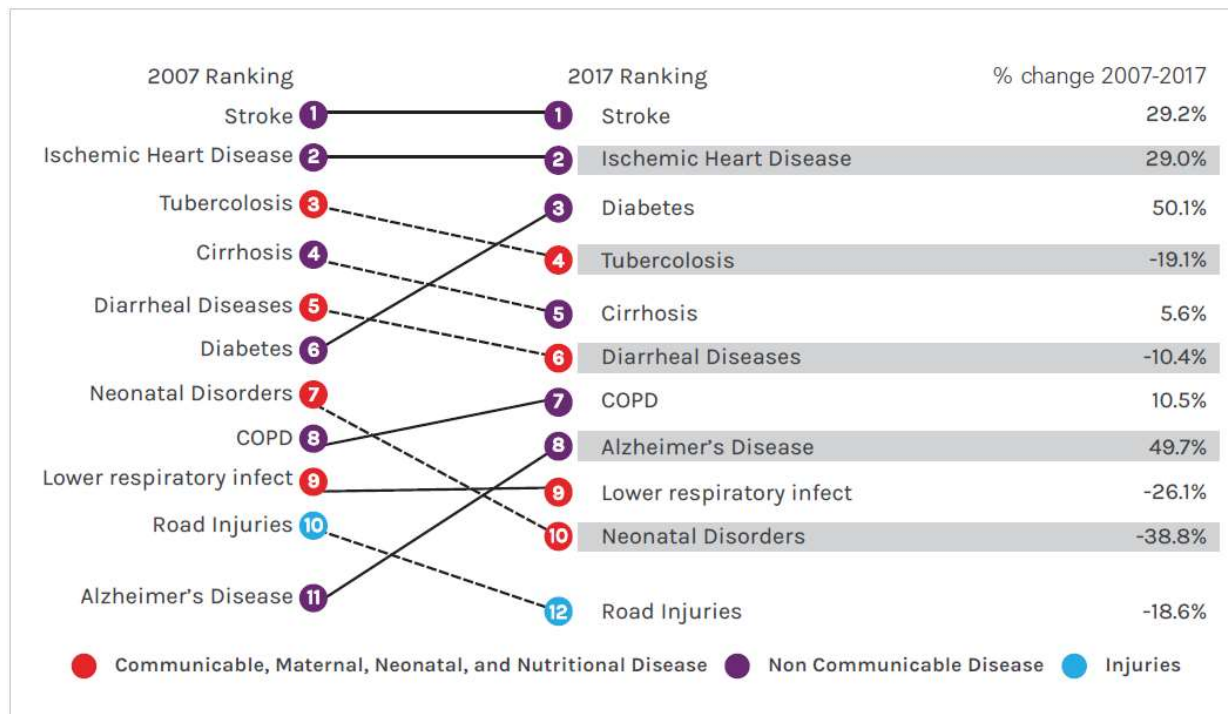 2007 Ranking 2017 Ranking % change 2007-2017
Stroke 1 1 Stroke 29.2%
Ischemic Heart Disease 2 2 Ischemic Heart Disease 29.0%
Tubercolosis 3 3 Diabetes 50.1%
Cirrhosis 4 4 Tubercolosis -19.1%
Diarrheal Diseases 5 5 Cirrhosis 5.6%
Diabetes 6 6 Diarrheal Diseases -10.4%
Neonatal Disorders 7 7 COPD 10.5%
COPD 8 8 Alzheimer's Disease 49.7%
Lower respiratory infect 9 9 Lower respiratory infect -26.1%
Road Injuries 10 10 Neonatal Disorders -38.8%
Alzheimer's Disease 11 12 Road Injuries -18.6%
Communicable, Maternal, Neonatal, and Nutritional Disease Non Communicable Disease Injuries